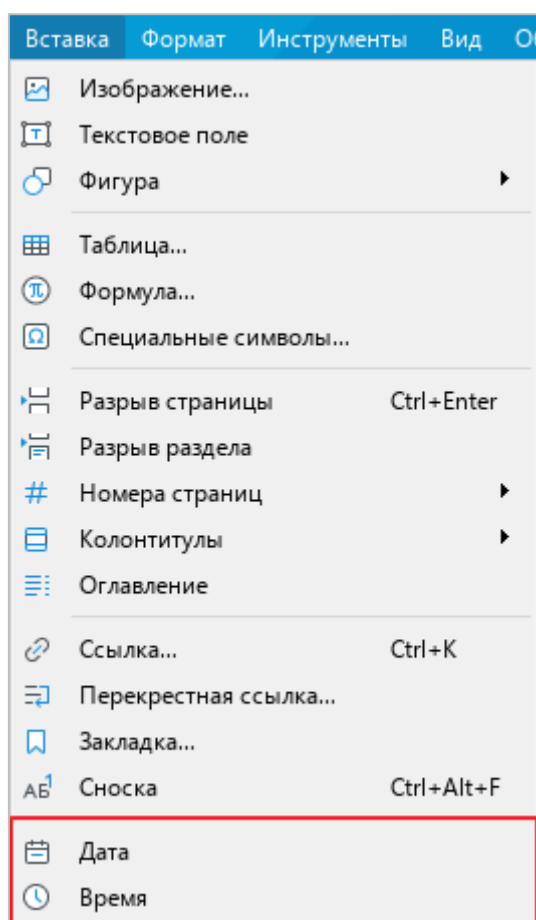 Вставка Формат Инструменты Вид
Изображение...
Текстовое поле
Фигура
Таблица...
Формула...
Специальные символы...
Разрыв страницы Ctrl+Enter
Разрыв раздела
Номера страниц
Колонтитулы
Оглавление
Ссылка... Ctrl+K
Перекрестная ссылка...
Закладка...
Сноска Ctrl+Alt+F
Дата
Время